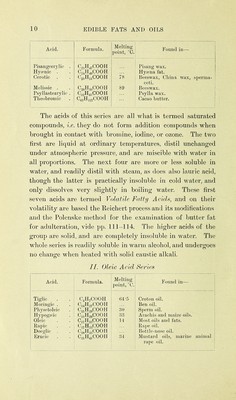 10 EDIBLE FATS AND OILS
Acid. Formula. Melting point, °C. Found in—
Pisangcerylic . C₂₃H₄₇COOH ... Pisang wax.
Hyenic . C₂₄H₄₉COOH ... Hyæna fat.
Cerotic . C₂₅H₅₁COOH 78 Beeswax, China wax, spermaceti.
Melissic . C₂₉H₅₉COOH 89 Beeswax.
Psyllastearylic . C₃₂H₆₅COOH ... Psylla wax.
Theobromic . C₆₃H₁₂₇COOH ... Cacao butter.
The acids of this series are all what is termed saturated
compounds, i.e. they do not form addition compounds when
brought in contact with bromine, iodine, or ozone. The two
first are liquid at ordinary temperatures, distil unchanged
under atmospheric pressure, and are miscible with water in
all proportions. The next four are more or less soluble in
water, and readily distil with steam, as does also lauric acid,
though the latter is practically insoluble in cold water, and
only dissolves very slightly in boiling water. These first
seven acids are termed Volatile Fatty Acids, and on their
volatility are based the Reichert process and its modifications
and the Polenske method for the examination of butter fat
for adulteration, vide pp. 111–114. The higher acids of the
group are solid, and are completely insoluble in water. The
whole series is readily soluble in warm alcohol, and undergoes
no change when heated with solid caustic alkali.
II. Oleic Acid Series
Acid. Formula. Melting point, °C. Found in—
Tiglic . C₄H₇COOH 64·5 Croton oil.
Moringic . C₁₄H₂₇COOH ... Ben oil.
Physetoleic . C₁₅H₂₉COOH 30 Sperm oil.
Hypogæic . C₁₅H₂₉COOH 33 Arachis and maize oils.
Oleic . C₁₇H₃₃COOH 14 Most oils and fats.
Rapic . C₁₇H₃₃COOH ... Rape oil.
Doeglic . C₁₈H₃₅COOH ... Bottle-nose oil.
Erucic . C₂₁H₄₁COOH 34 Mustard oils, marine animal
rape oil.